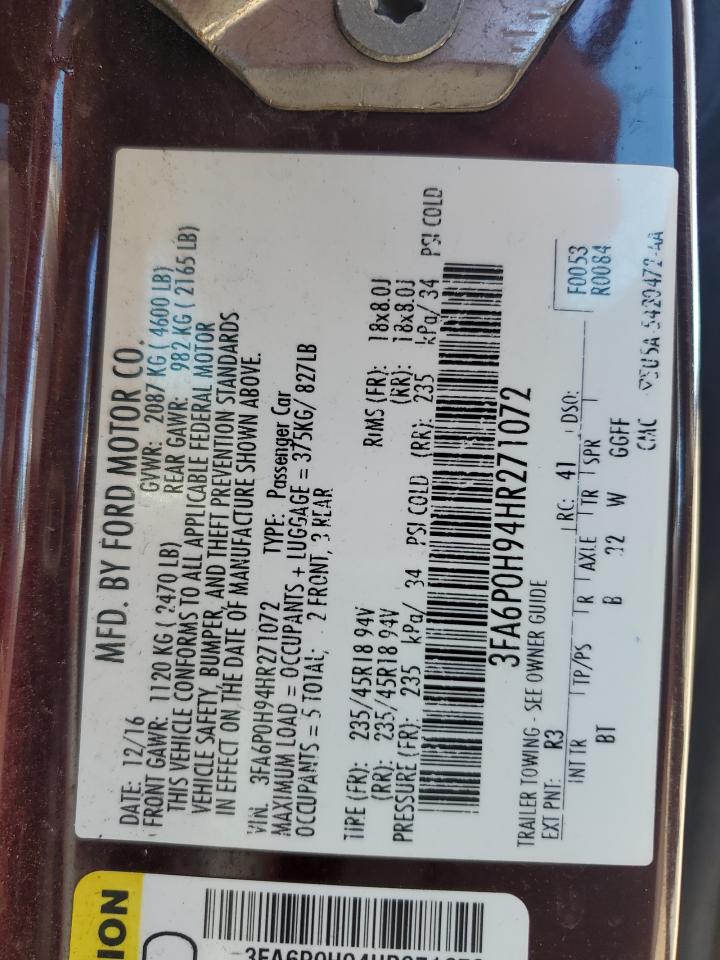 MFD. BY FORD MOTOR CO.
DATE: 12/16 GVWR: 2087 KG ( 4600 LB)
FRONT GAWR: 1120 KG ( 2470 LB) REAR GAWR: 982 KG ( 2165 LB)
THIS VEHICLE CONFORMS TO ALL APPLICABLE FEDERAL MOTOR
VEHICLE SAFETY, BUMPER, AND THEFT PREVENTION STANDARDS
IN EFFECT ON THE DATE OF MANUFACTURE SHOWN ABOVE.
VIN: 3FA6P0H94HR271072 TYPE: Passenger Car
MAXIMUM LOAD = OCCUPANTS + LUGGAGE = 375KG/ 827LB
OCCUPANTS = 5 TOTAL; 2 FRONT, 3 REAR
TIRE (FR): 235/45R18 94V RIMS (FR): 18x8.0J
(RR): 235/45R18 94V (RR): 18x8.0J
PRESSURE (FR): 235 kPa/ 34 PSI COLD (RR): 235 kPa/ 34 PSI COLD
3FA6P0H94HR271072
TRAILER TOWING - SEE OWNER GUIDE
EXT PNT: R3 RC: 41 DSO: F0053
R0084
INT TR TP/PS R AXLE TR SPR
BT B 22 W GGFF
CMC 5U5A 5420472-AA
ION